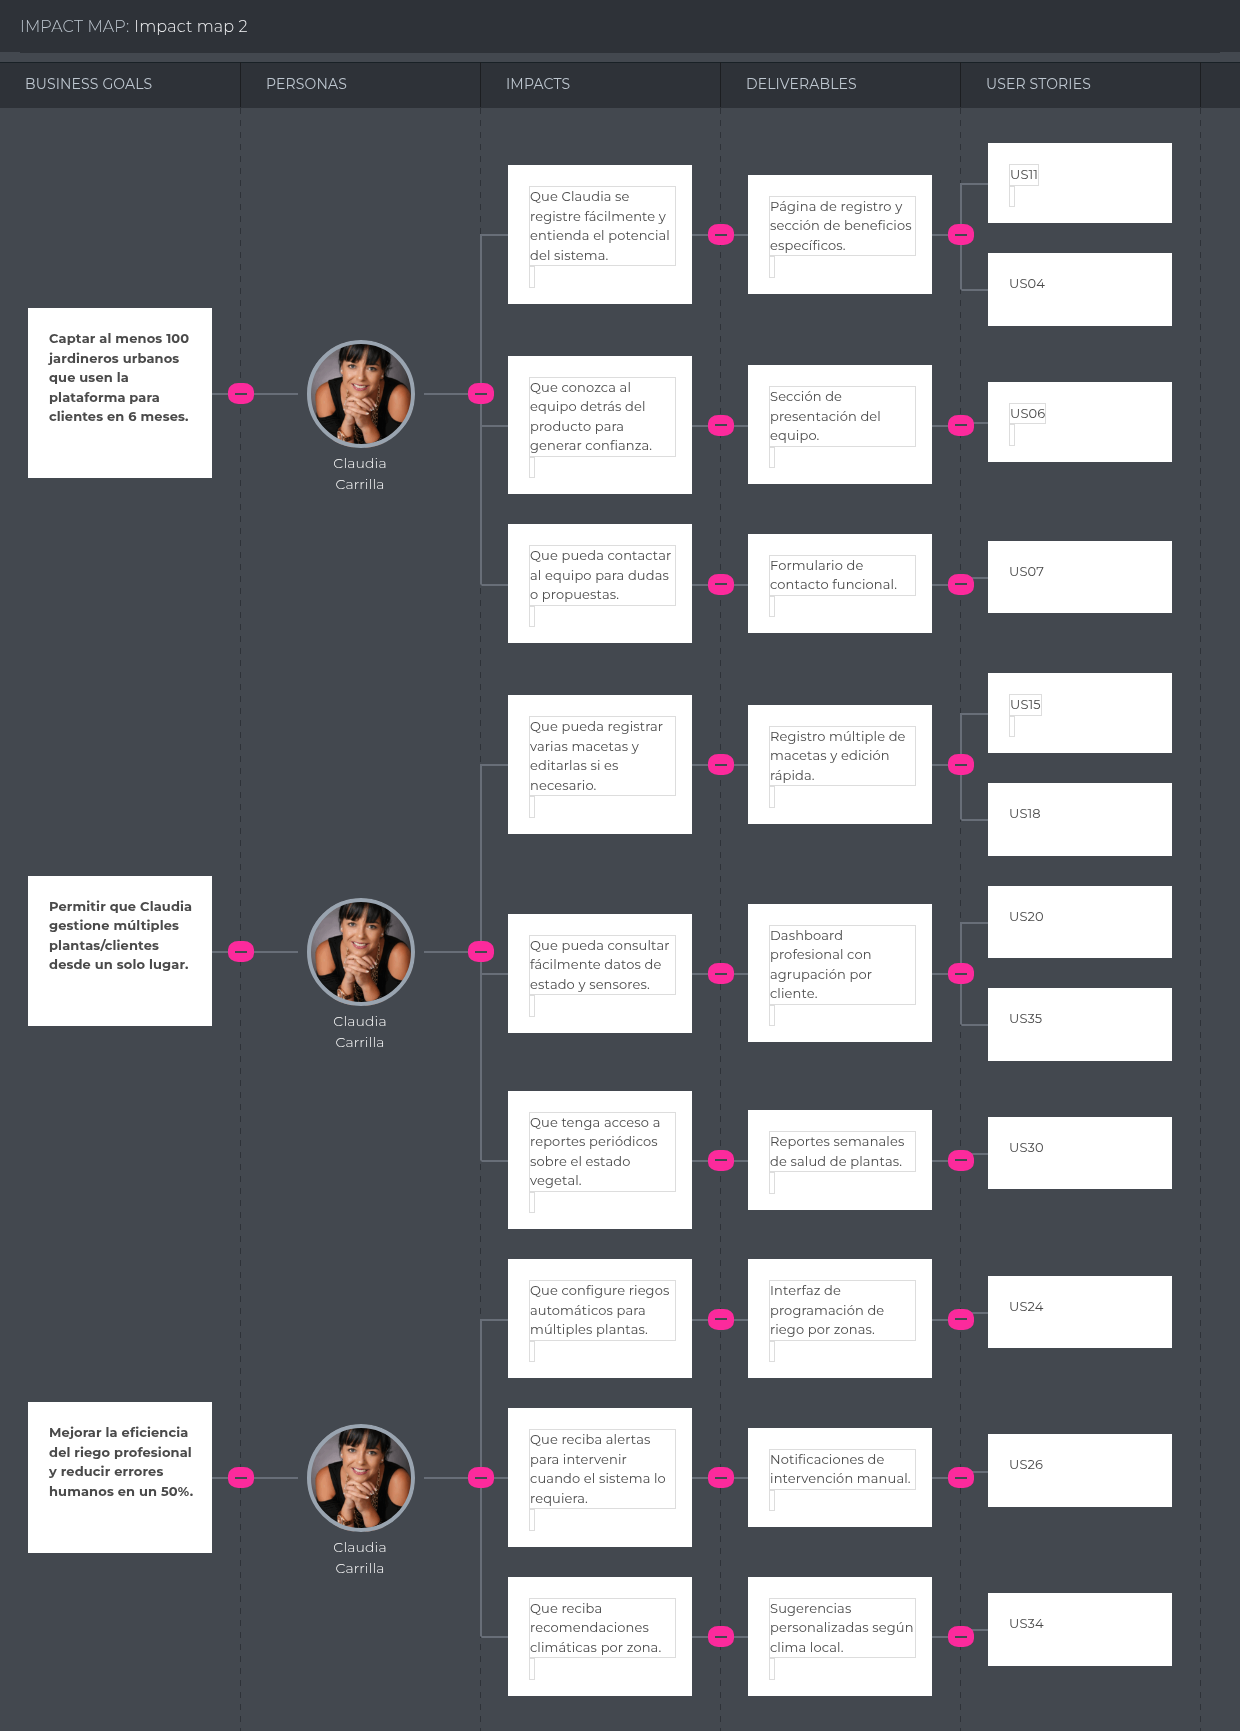 IMPACT MAP: Impact map 2
BUSINESS GOALS
PERSONAS
IMPACTS
DELIVERABLES
USER STORIES
Captar al menos 100
jardineros urbanos
que usen la
plataforma para
clientes en 6 meses.
Claudia
Carrilla
Que Claudia se
registre fácilmente y
entienda el potencial
del sistema.
Página de registro y
sección de beneficios
específicos.
US11
US04
Que conozca al
equipo detrás del
producto para
generar confianza.
Sección de
presentación del
equipo.
US06
Que pueda contactar
al equipo para dudas
o propuestas.
Formulario de
contacto funcional.
US07
Permitir que Claudia
gestione múltiples
plantas/clientes
desde un solo lugar.
Claudia
Carrilla
Que pueda registrar
varias macetas y
editarlas si es
necesario.
Registro múltiple de
macetas y edición
rápida.
US15
US18
Que pueda consultar
fácilmente datos de
estado y sensores.
Dashboard
profesional con
agrupación por
cliente.
US20
US35
Que tenga acceso a
reportes periódicos
sobre el estado
vegetal.
Reportes semanales
de salud de plantas.
US30
Mejorar la eficiencia
del riego profesional
y reducir errores
humanos en un 50%.
Claudia
Carrilla
Que configure riegos
automáticos para
múltiples plantas.
Interfaz de
programación de
riego por zonas.
US24
Que reciba alertas
para intervenir
cuando el sistema lo
requiera.
Notificaciones de
intervención manual.
US26
Que reciba
recomendaciones
climáticas por zona.
Sugerencias
personalizadas según
clima local.
US34